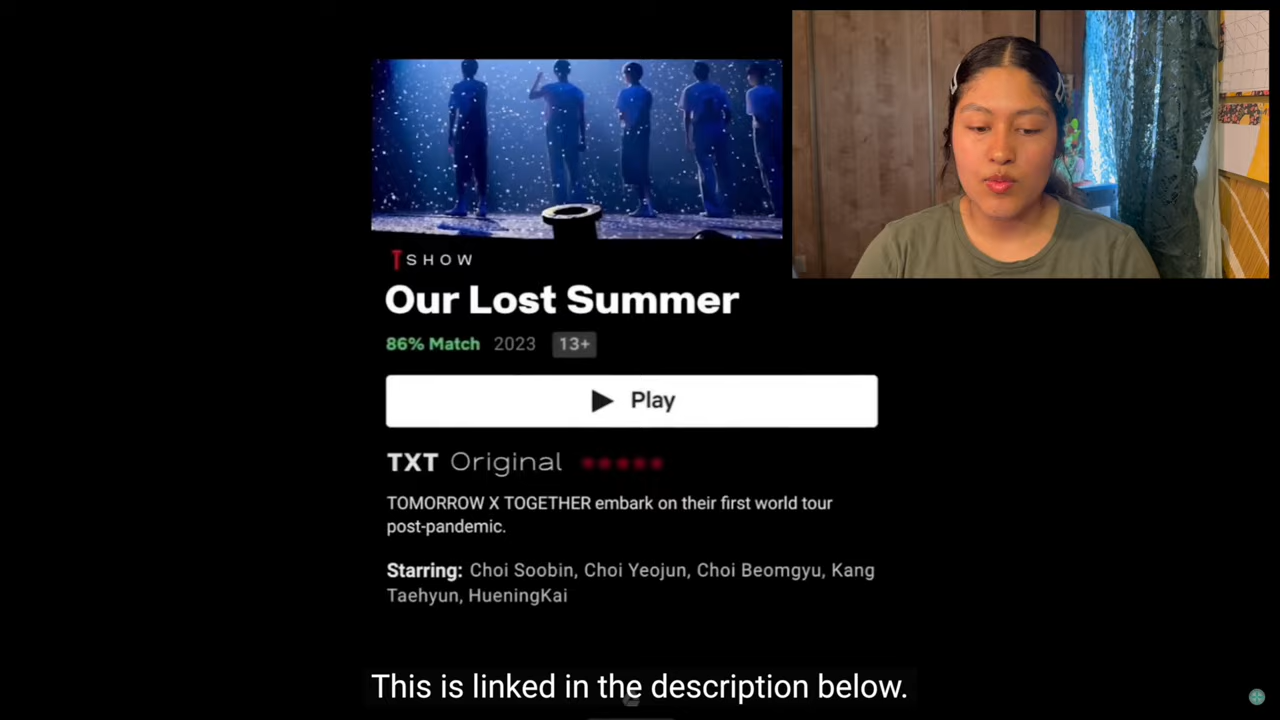 TSHOW
Our Lost Summer
86% Match 2023 13+
Play
TXT Original
TOMORROW X TOGETHER embark on their first world tour
post-pandemic.
Starring: Choi Soobin, Choi Yeojun, Choi Beomgyu, Kang
Taehyun, HueningKai
This is linked in the description below.